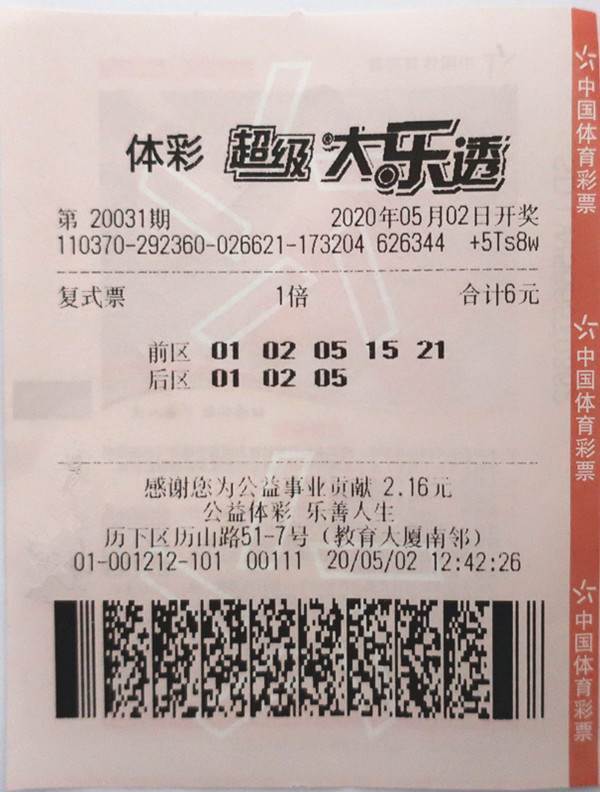 体彩 超级大乐透
第 20031期 2020年05月02日开奖
110370-292360-026621-173204 626344 +5Ts8w
复式票 1倍 合计6元
前区 01 02 05 15 21
后区 01 02 05
感谢您为公益事业贡献 2.16元
公益体彩 乐善人生
历下区历山路51-7号（教育大厦南邻）
01-001212-101 00111 20/05/02 12:42:26
中国体育彩票
中国体育彩票
中国体育彩票